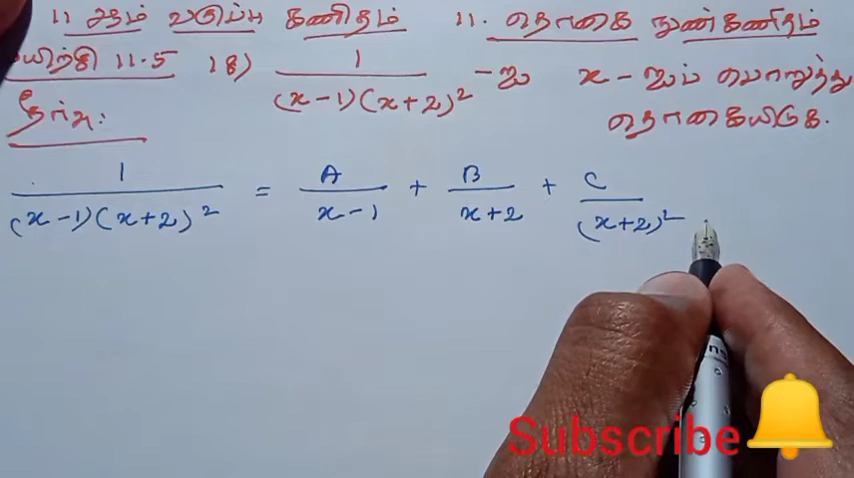 11 ஆம் வகுப்பு கணிதம் 11. தொகை நுண்கணிதம்
பயிற்சி 11.5 18) 1/((x-1)(x+2)²) -ஐ x-ஐப் பொறுத்து
தீர்வு: தொகையிடுக.
1/((x-1)(x+2)²) = A/(x-1) + B/(x+2) + C/(x+2)²
Subscribe